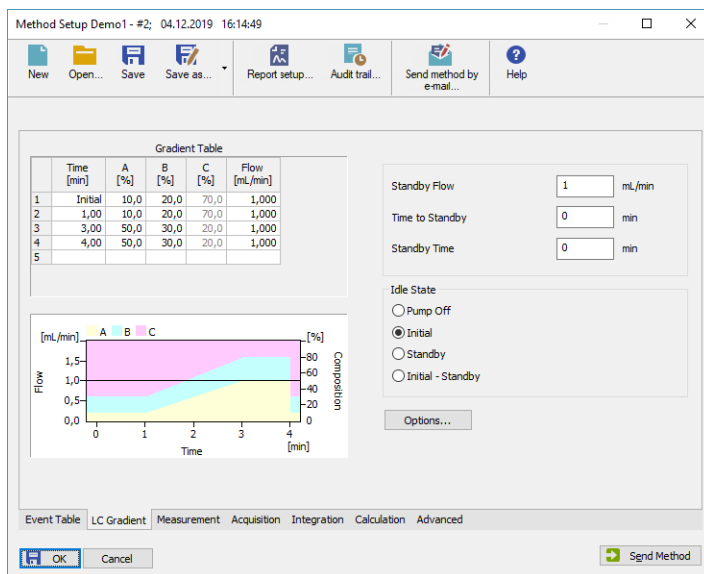 Method Setup Demo1 - #2; 04.12.2019 16:14:49
New Open... Save Save as... Report setup... Audit trail... Send method by e-mail... Help
Gradient Table
Time [min] A [%] B [%] C [%] Flow [mL/min]
1 Initial 10,0 20,0 70,0 1,000
2 1,00 10,0 20,0 70,0 1,000
3 3,00 50,0 30,0 20,0 1,000
4 4,00 50,0 30,0 20,0 1,000
5
Standby Flow 1 mL/min
Time to Standby 0 min
Standby Time 0 min
Idle State
Pump Off
Initial
Standby
Initial - Standby
Options...
[mL/min] A B C [%]
1,5 80
1,0 60
0,5 40
0,0 20
0
Flow
Composition
0 1 2 3 4
Time [min]
Event Table LC Gradient Measurement Acquisition Integration Calculation Advanced
OK Cancel Send Method